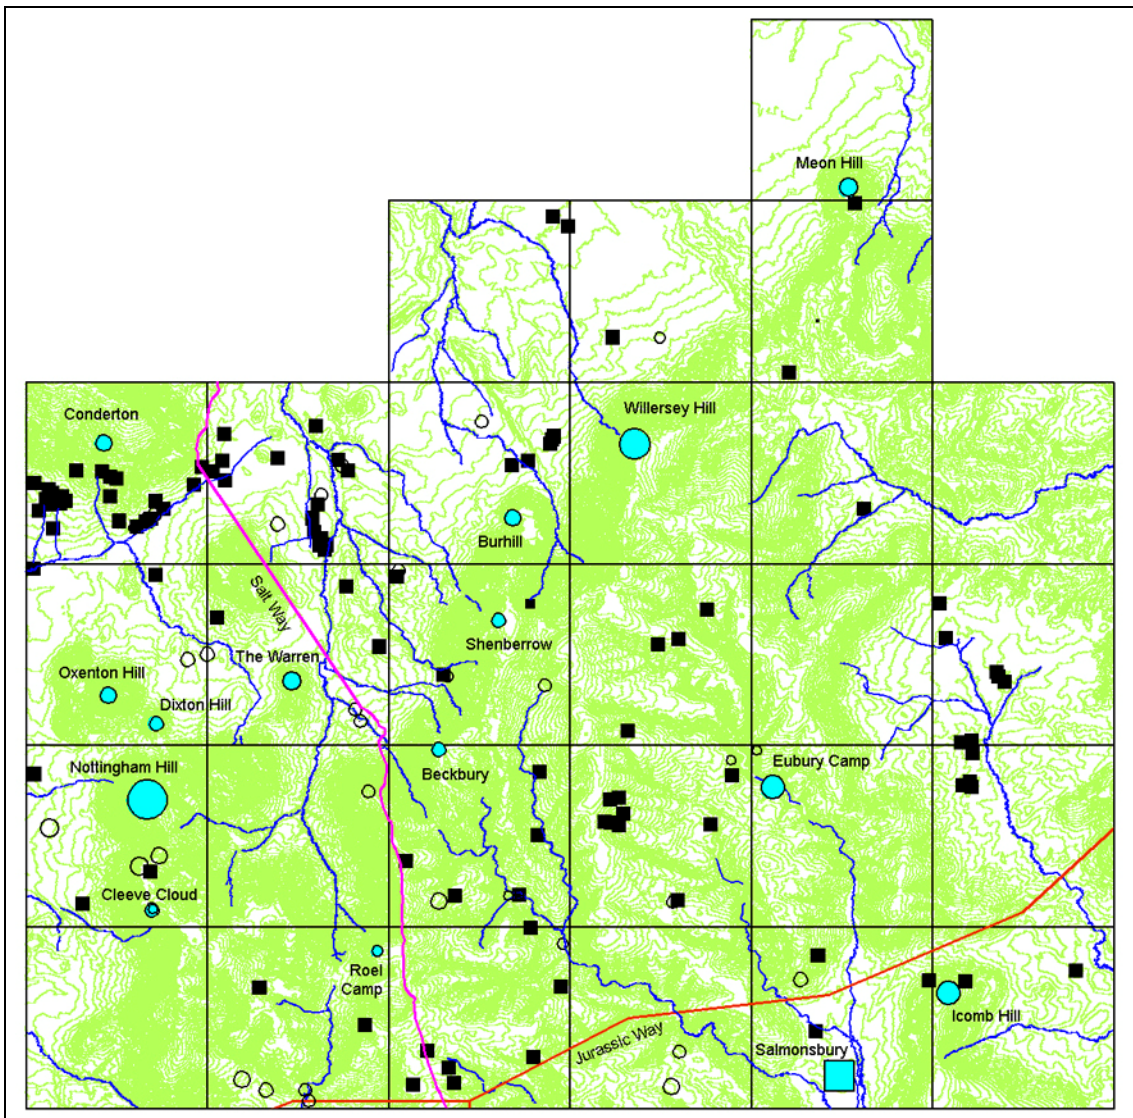 Meon Hill
Conderton
Willersey Hill
Burhill
Salt Way
Shenberrow
The Warren
Oxenton Hill
Dixton Hill
Nottingham Hill
Beckbury
Eubury Camp
Cleeve Cloud
Roel
Camp
Icomb Hill
Jurassic Way
Salmonsbury